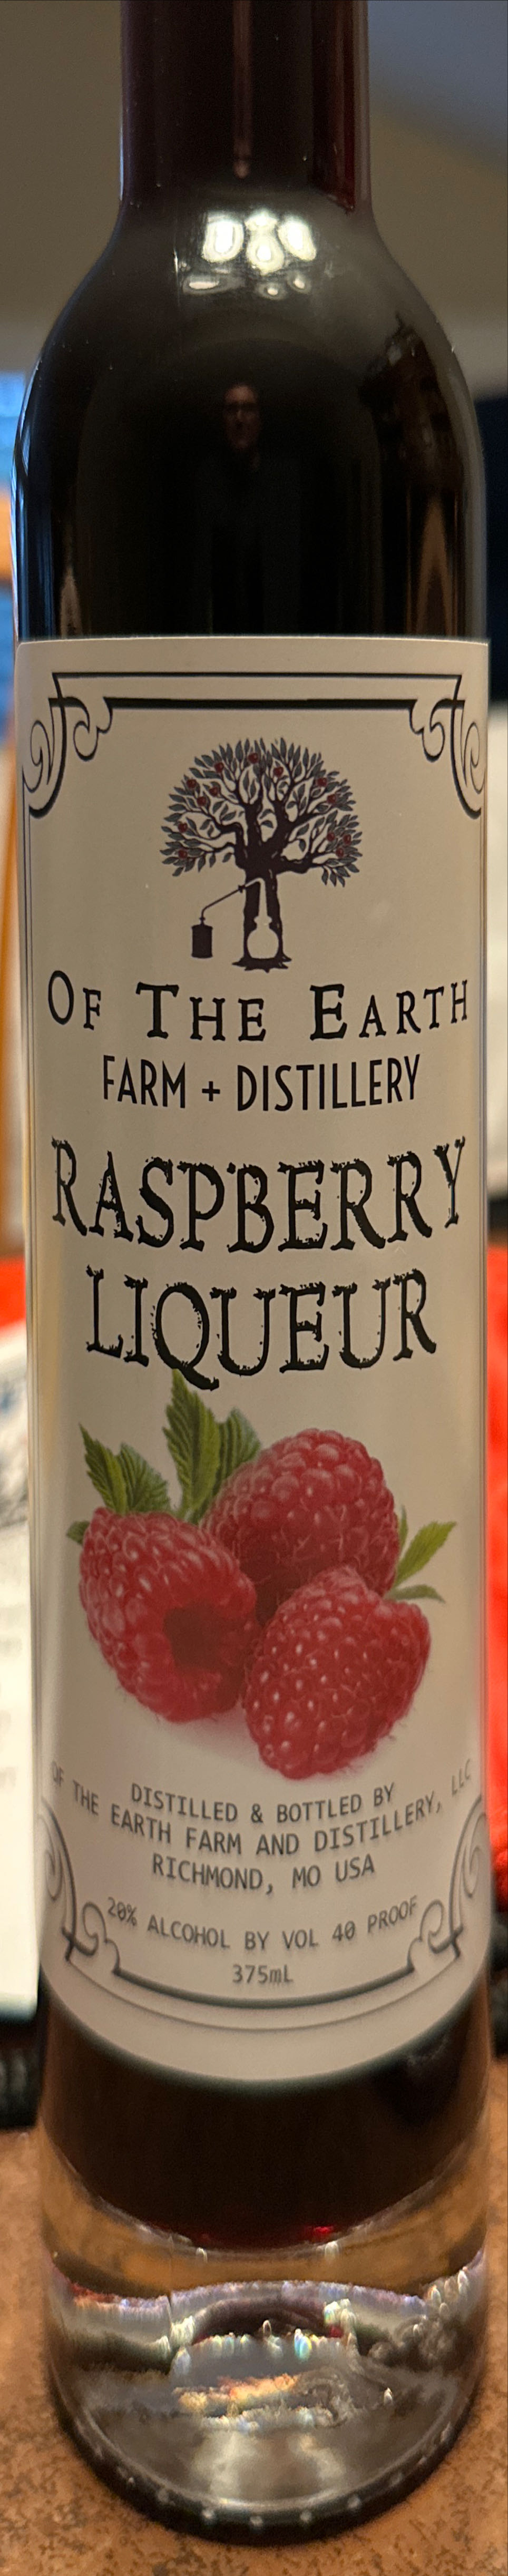 OF THE EARTH
FARM + DISTILLERY
RASPBERRY
LIQUEUR
DISTILLED & BOTTLED BY
OF THE EARTH FARM AND DISTILLERY, LLC
RICHMOND, MO USA
20% ALCOHOL BY VOL 40 PROOF
375mL